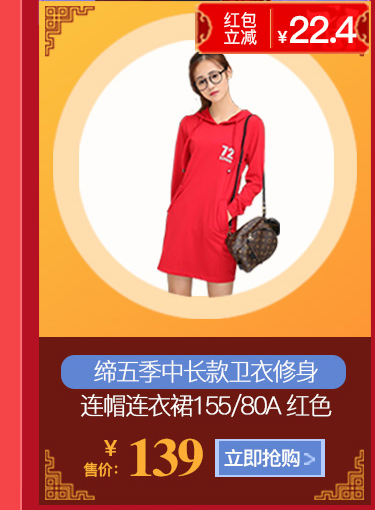 红包
立减
¥22.4
72
缔五季中长款卫衣修身
连帽连衣裙155/80A 红色
¥
售价: 139
立即抢购>